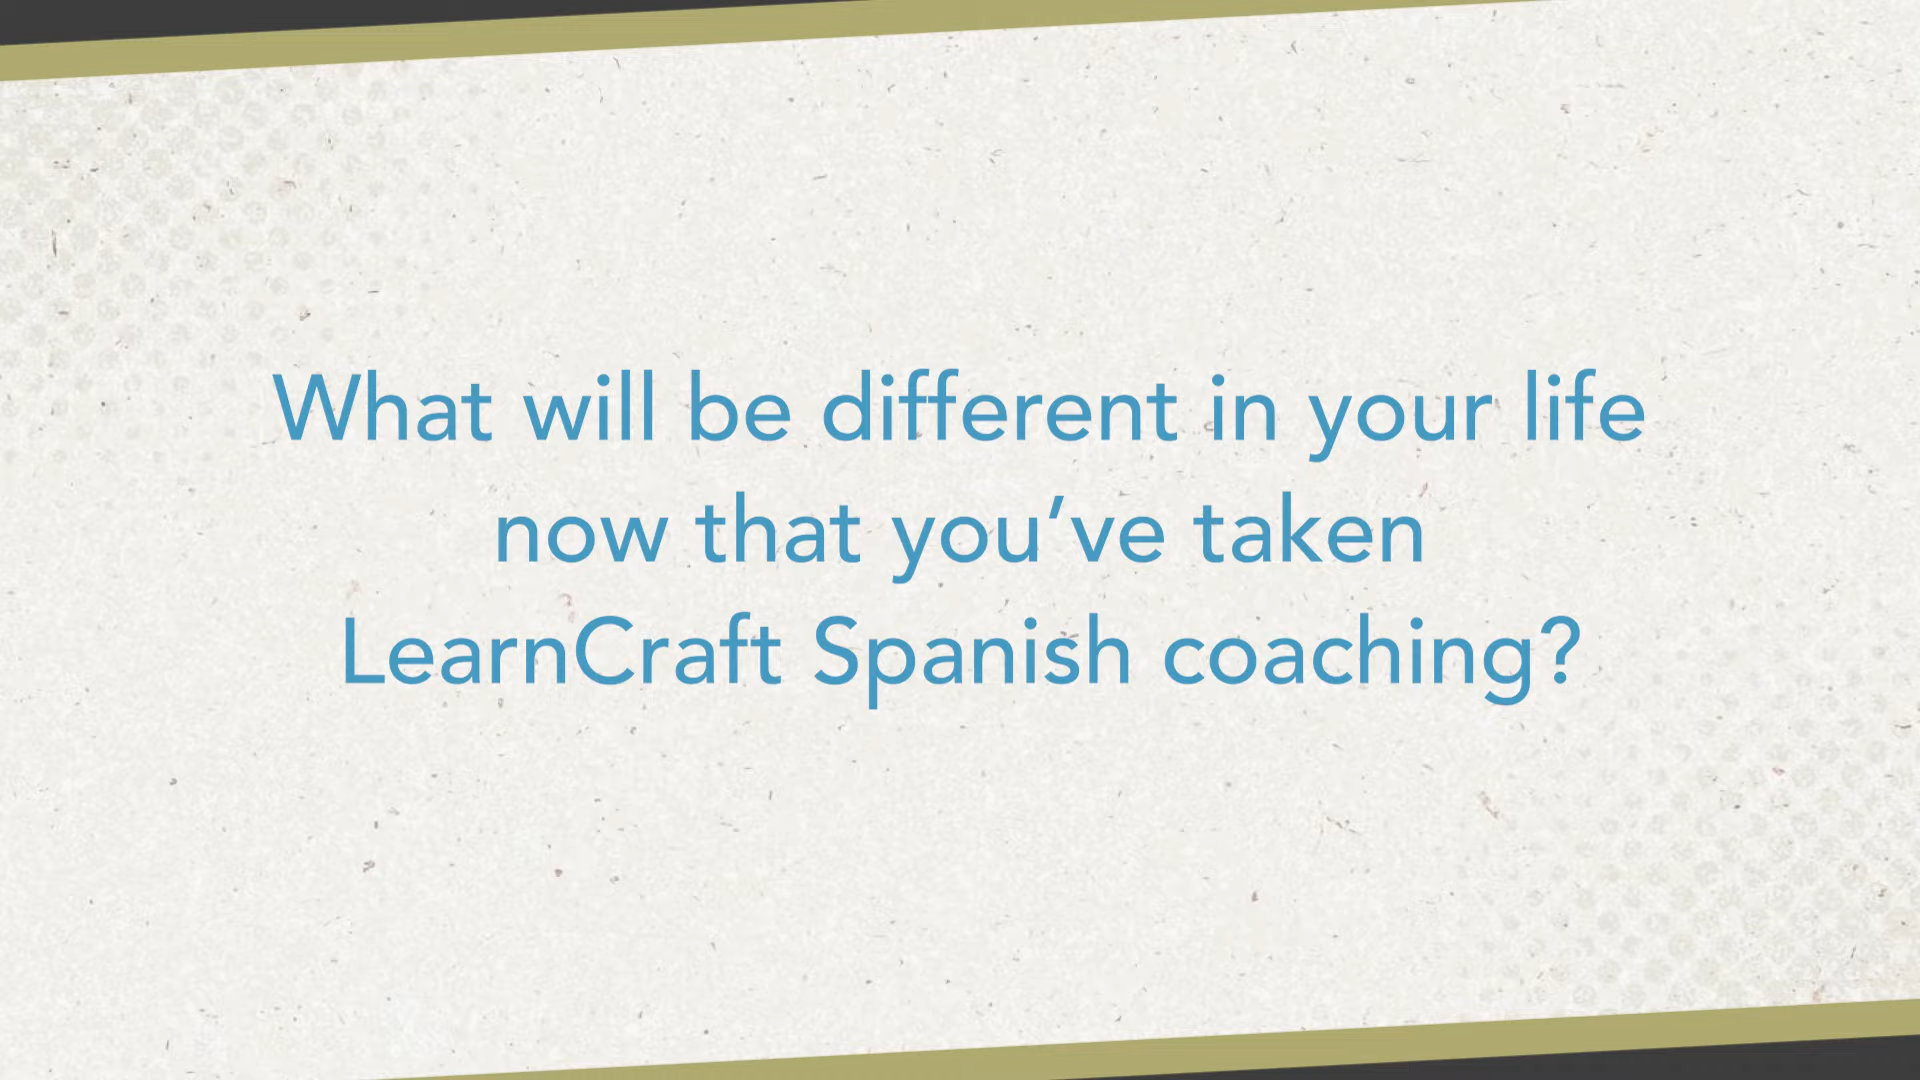 What will be different in your life
now that you’ve taken
LearnCraft Spanish coaching?